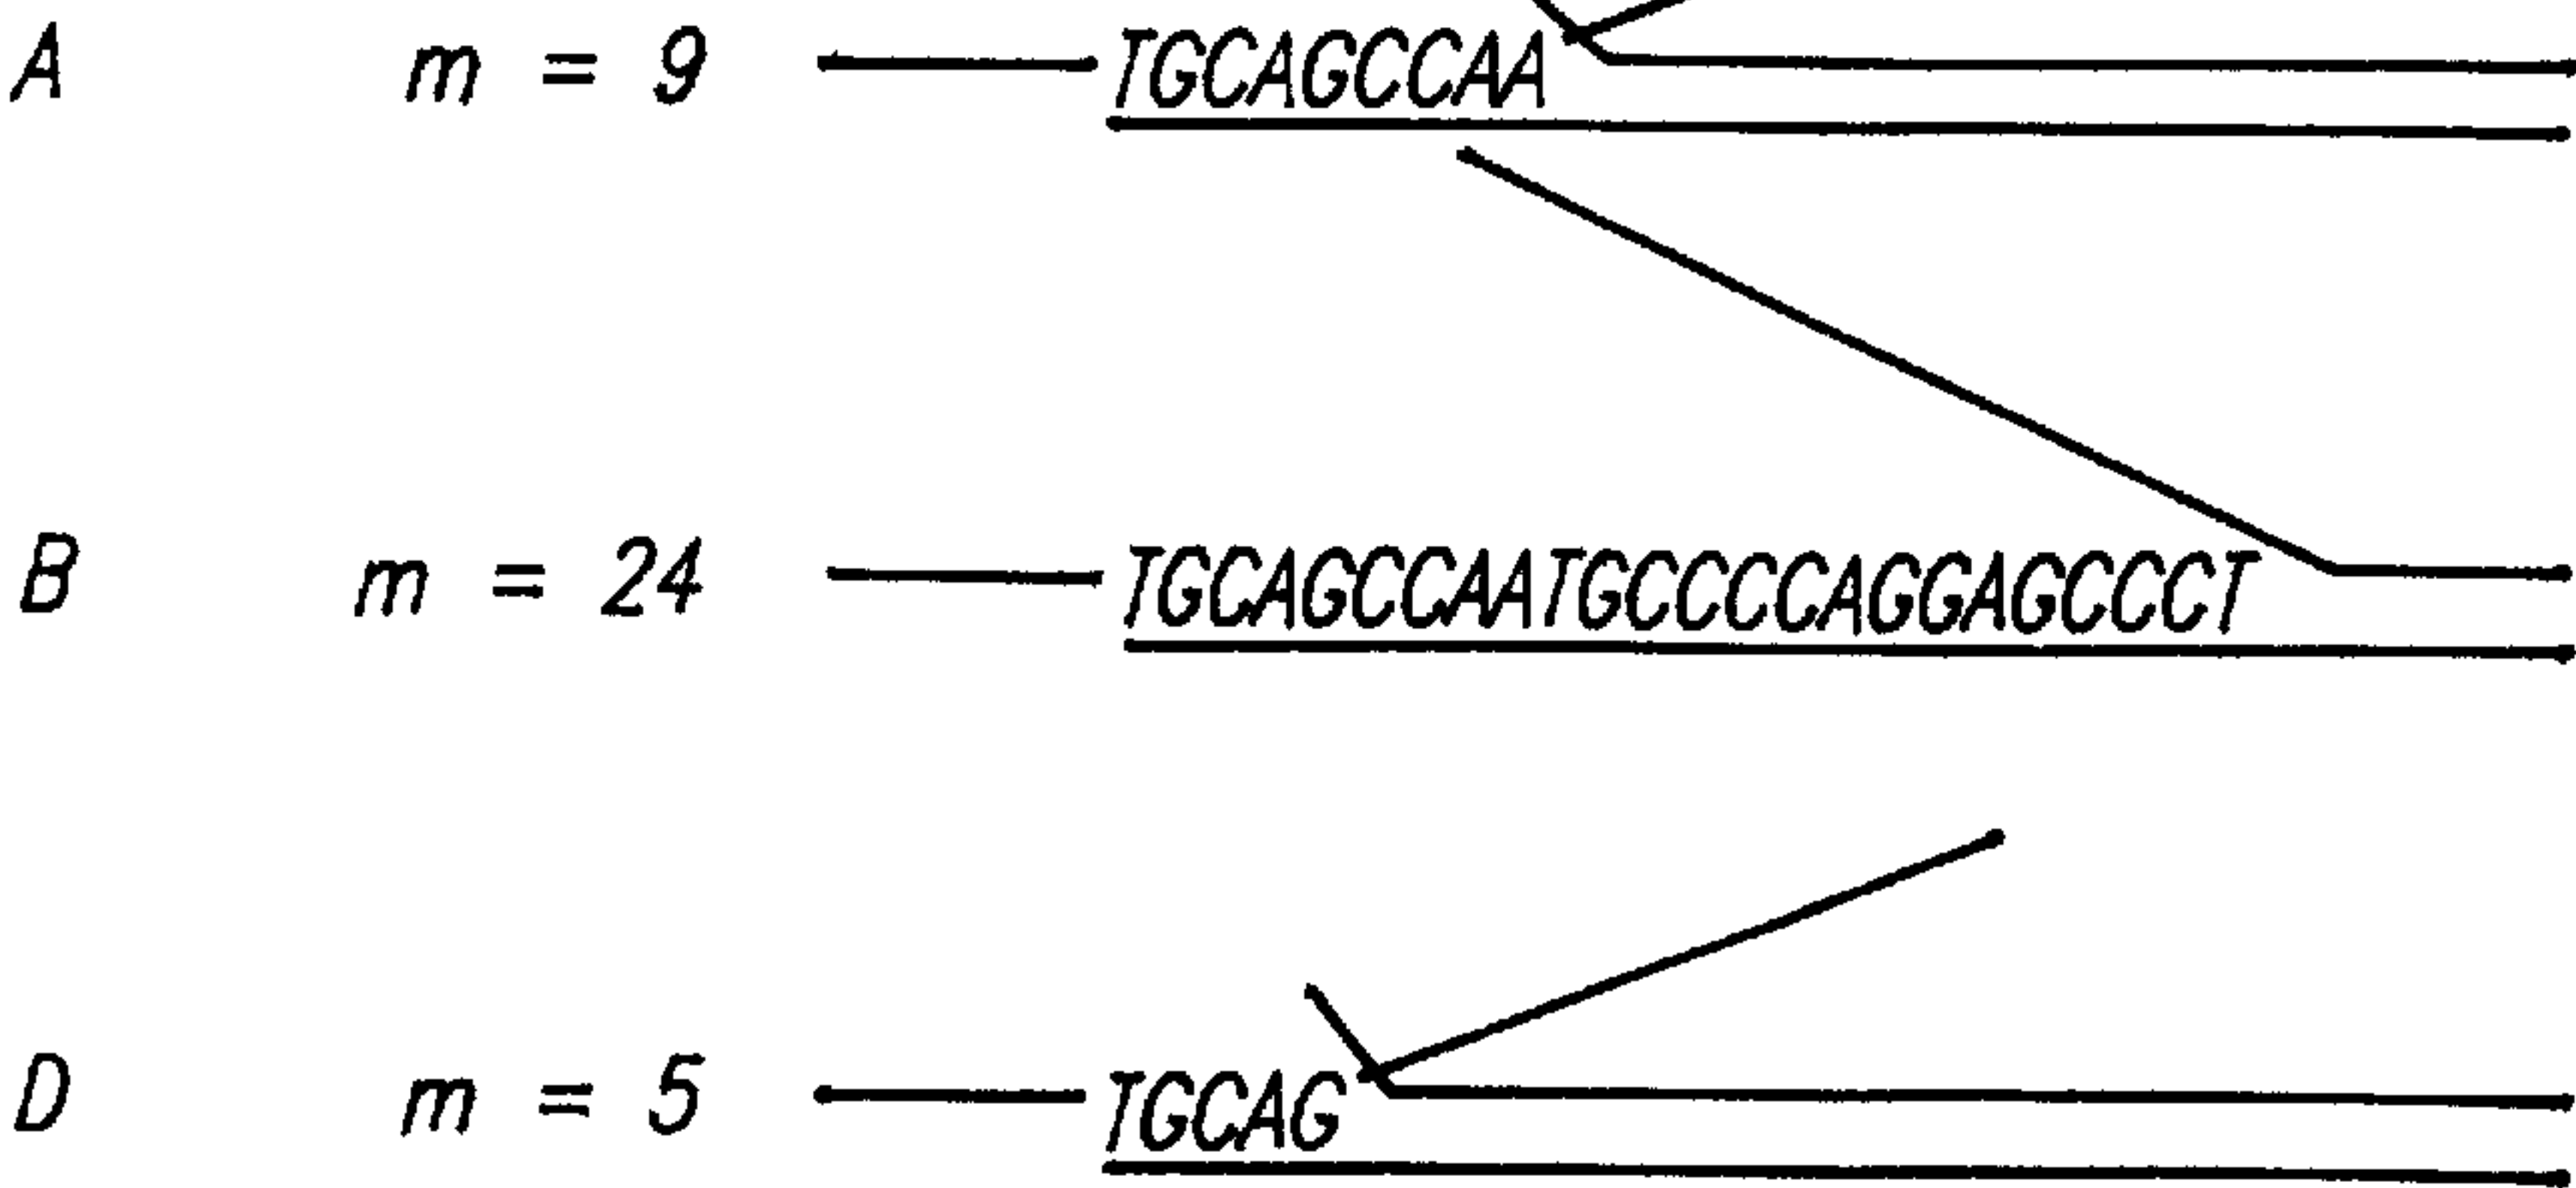 A m = 9 TGCAGCCAA
B m = 24 TGCAGCCAATGCCCCAGGAGCCCT
D m = 5 TGCAG